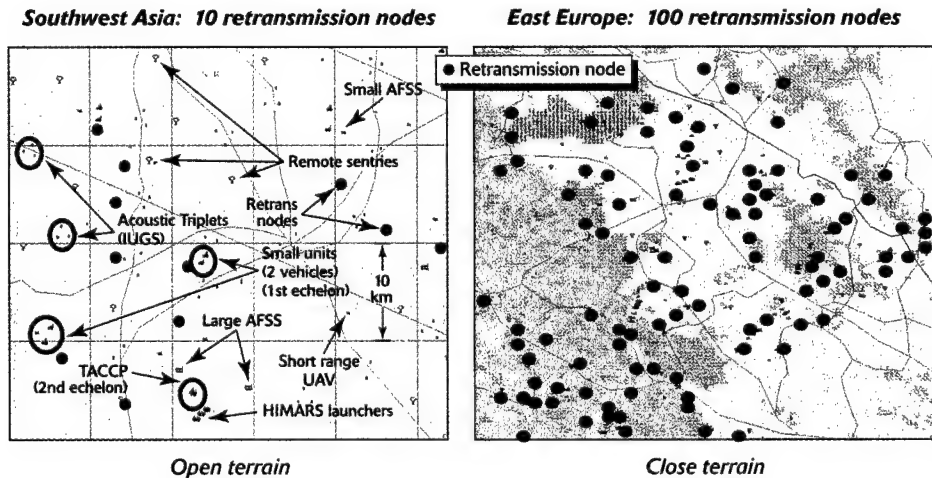 Southwest Asia: 10 retransmission nodes
East Europe: 100 retransmission nodes
Retransmission node
Small AFSS
Remote sentries
Retrans
nodes
Acoustic Triplets
(IUGS)
Small units
(2 vehicles)
(1st echelon)
10
km
Large AFSS
TACCP
(2nd echelon)
Short range
UAV
HIMARS launchers
Open terrain
Close terrain